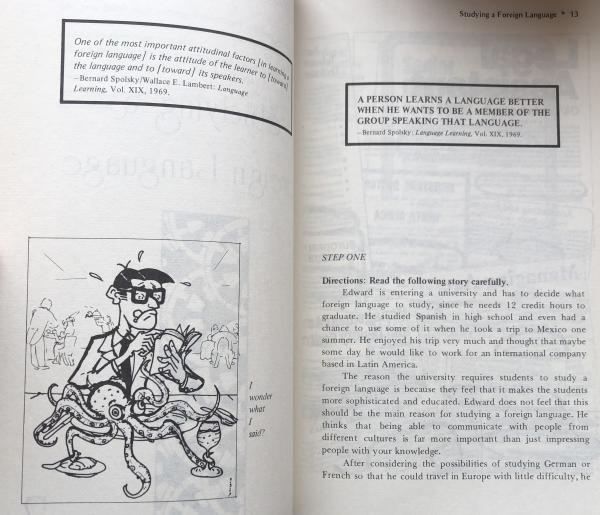 One of the most important attitudinal factors [in learning a
foreign language] is the attitude of the learner to [toward]
the language and to [toward] its speakers.
—Bernard Spolsky/Wallace E. Lambert: Language
Learning, Vol. XIX, 1969.
I
wonder
what
I
said?
Studying a Foreign Language * 13
A PERSON LEARNS A LANGUAGE BETTER
WHEN HE WANTS TO BE A MEMBER OF THE
GROUP SPEAKING THAT LANGUAGE.
—Bernard Spolsky: Language Learning, Vol. XIX, 1969.
STEP ONE
Directions: Read the following story carefully.
Edward is entering a university and has to decide what
foreign language to study, since he needs 12 credit hours to
graduate. He studied Spanish in high school and even had a
chance to use some of it when he took a trip to Mexico one
summer. He enjoyed his trip very much and thought that maybe
some day he would like to work for an international company
based in Latin America.
The reason the university requires students to study a
foreign language is because they feel that it makes the students
more sophisticated and educated. Edward does not feel that this
should be the main reason for studying a foreign language. He
thinks that being able to communicate with people from
different cultures is far more important than just impressing
people with your knowledge.
After considering the possibilities of studying German or
French so that he could travel in Europe with little difficulty, he